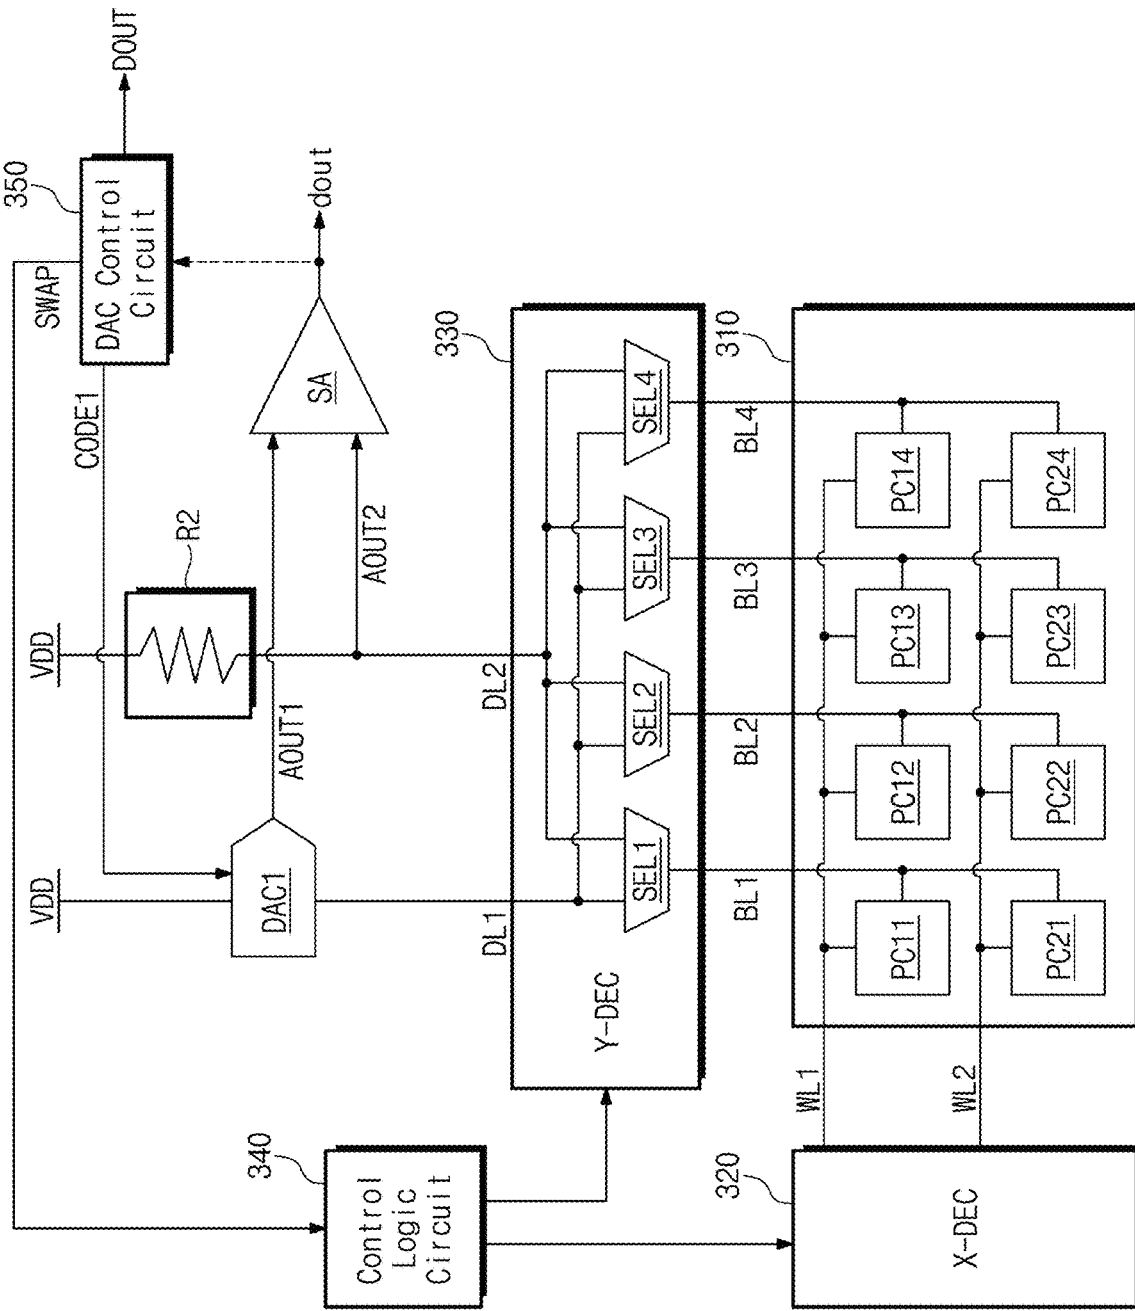 350
DAC Control
Circuit
DOUT
SWAP
CODE1
VDD
VDD
R2
DAC1
AOUT1
AOUT2
SA
dout
340
Control
Logic
Circuit
330
Y-DEC
DL1
DL2
SEL1
SEL2
SEL3
SEL4
BL1
BL2
BL3
BL4
320
X-DEC
WL1
WL2
310
PC11
PC12
PC13
PC14
PC21
PC22
PC23
PC24